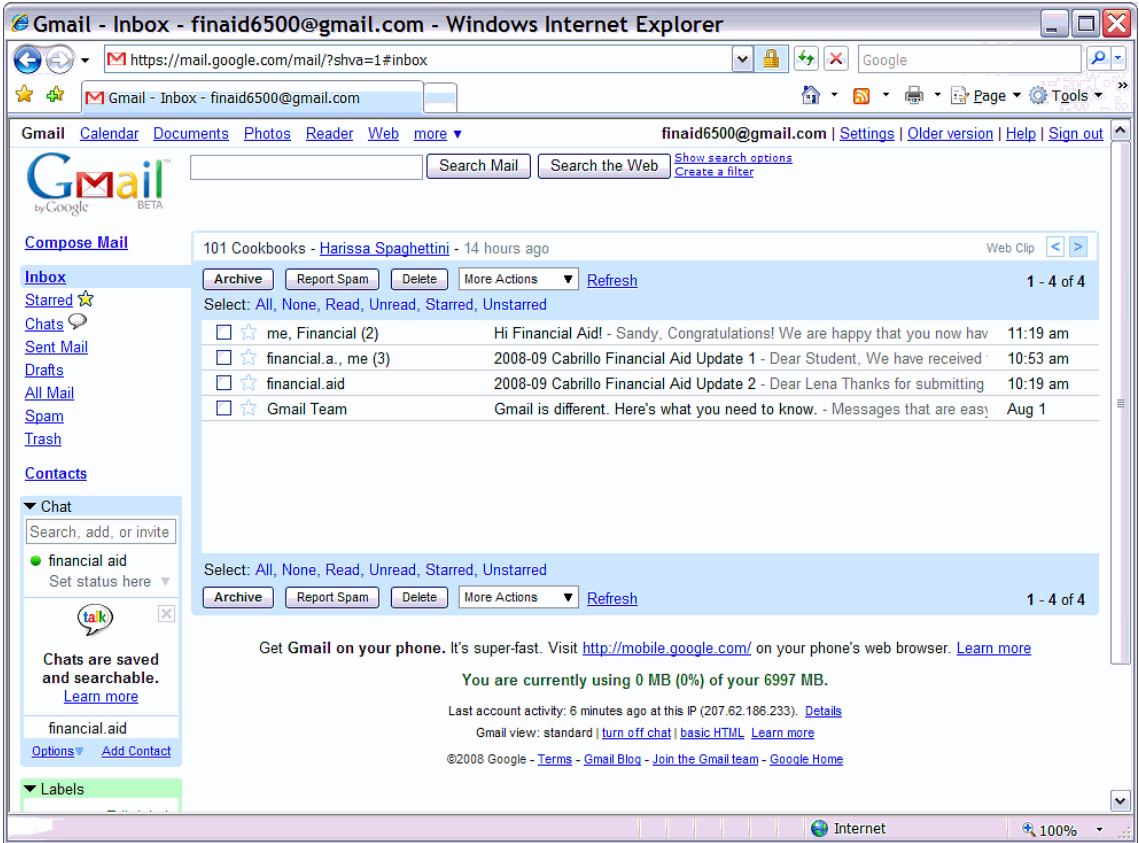 Gmail - Inbox - finaid6500@gmail.com - Windows Internet Explorer
https://mail.google.com/mail/?shva=1#inbox
Google
Gmail - Inbox - finaid6500@gmail.com
Page
Tools
Gmail Calendar Documents Photos Reader Web more ▼
finaid6500@gmail.com | Settings | Older version | Help | Sign out
Gmail™
by Google BETA
Search Mail
Search the Web
Show search options
Create a filter
Compose Mail
Inbox
Starred
Chats
Sent Mail
Drafts
All Mail
Spam
Trash
Contacts
101 Cookbooks - Harissa Spaghettini - 14 hours ago
Web Clip < >
Archive Report Spam Delete More Actions ▼ Refresh 1 - 4 of 4
Select: All, None, Read, Unread, Starred, Unstarred
me, Financial (2) Hi Financial Aid! - Sandy, Congratulations! We are happy that you now hav 11:19 am
financial.a., me (3) 2008-09 Cabrillo Financial Aid Update 1 - Dear Student, We have received 10:53 am
financial.aid 2008-09 Cabrillo Financial Aid Update 2 - Dear Lena Thanks for submitting 10:19 am
Gmail Team Gmail is different. Here's what you need to know. - Messages that are easy Aug 1
Select: All, None, Read, Unread, Starred, Unstarred
Archive Report Spam Delete More Actions ▼ Refresh 1 - 4 of 4
▼ Chat
Search, add, or invite
financial aid
Set status here ▼
talk
Chats are saved
and searchable.
Learn more
financial.aid
Options▼ Add Contact
▼ Labels
Get Gmail on your phone. It's super-fast. Visit http://mobile.google.com/ on your phone's web browser. Learn more
You are currently using 0 MB (0%) of your 6997 MB.
Last account activity: 6 minutes ago at this IP (207.62.186.233). Details
Gmail view: standard | turn off chat | basic HTML Learn more
©2008 Google - Terms - Gmail Blog - Join the Gmail team - Google Home
Internet
100%